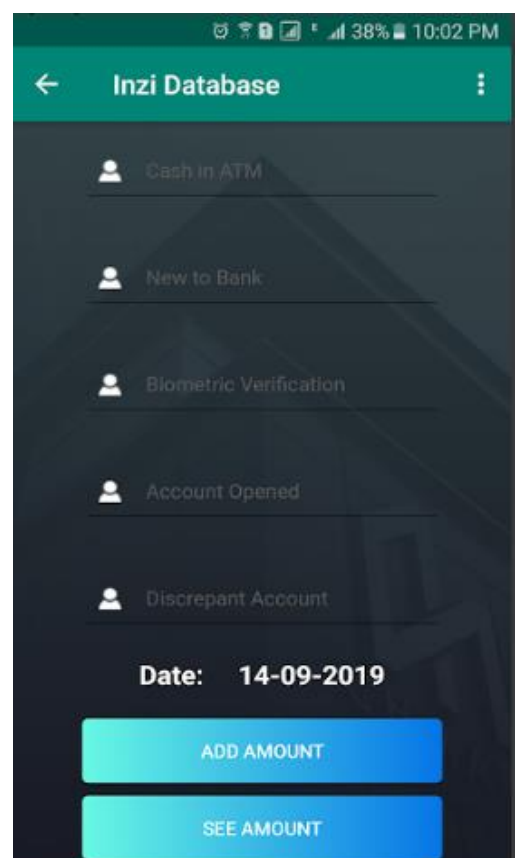 38% 10:02 PM
Inzi Database
Cash in ATM
New to Bank
Biometric Verification
Account Opened
Discrepant Account
Date: 14-09-2019
ADD AMOUNT
SEE AMOUNT